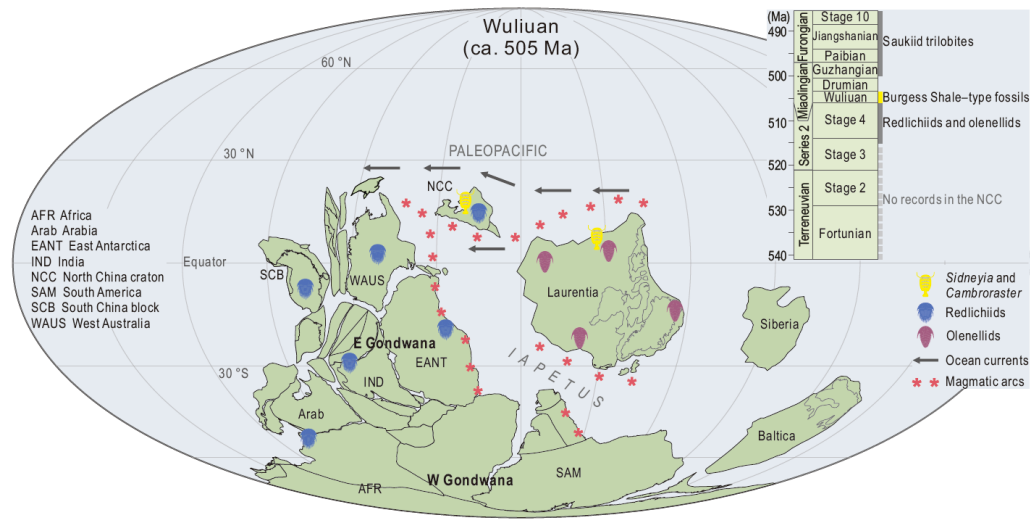 Wuliuan
(ca. 505 Ma)
60 °N
30 °N
PALEOPACIFIC
NCC
Equator
SCB
WAUS
Laurentia
Siberia
E Gondwana
EANT
IAPETUS
30 °S
IND
Arab
Baltica
W Gondwana
SAM
AFR
AFR Africa
Arab Arabia
EANT East Antarctica
IND India
NCC North China craton
SAM South America
SCB South China block
WAUS West Australia
(Ma)
490
500
510
520
530
540
Furongian
Miaolingian
Series 2
Terreneuvian
Stage 10
Jiangshanian
Paibian
Guzhangian
Drumian
Wuliuan
Stage 4
Stage 3
Stage 2
Fortunian
Saukiid trilobites
Burgess Shale–type fossils
Redlichiids and olenellids
No records in the NCC
Sidneyia and
Cambroraster
Redlichiids
Olenellids
Ocean currents
Magmatic arcs